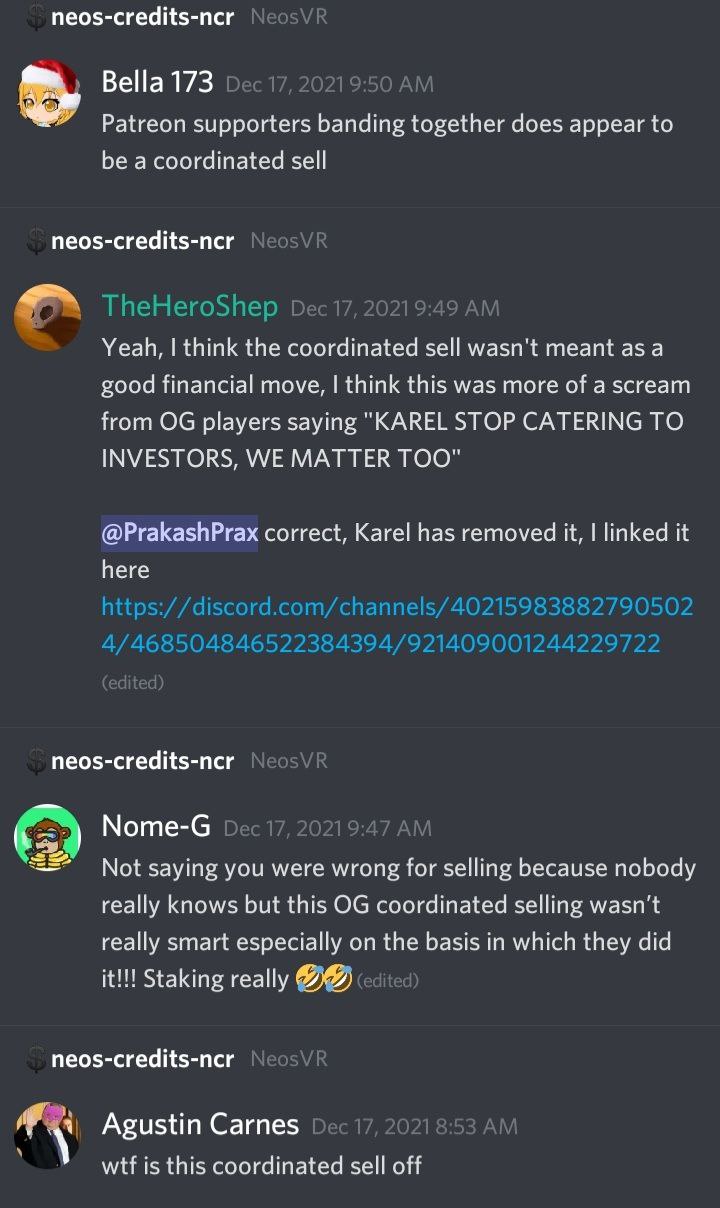 neos-credits-ncr NeosVR
Bella 173 Dec 17, 2021 9:50 AM
Patreon supporters banding together does appear to
be a coordinated sell
neos-credits-ncr NeosVR
TheHeroShep Dec 17, 2021 9:49 AM
Yeah, I think the coordinated sell wasn't meant as a
good financial move, I think this was more of a scream
from OG players saying "KAREL STOP CATERING TO
INVESTORS, WE MATTER TOO"
@PrakashPrax correct, Karel has removed it, I linked it
here
https://discord.com/channels/40215983882790502
4/468504846522384394/921409001244229722
(edited)
neos-credits-ncr NeosVR
Nome-G Dec 17, 2021 9:47 AM
Not saying you were wrong for selling because nobody
really knows but this OG coordinated selling wasn’t
really smart especially on the basis in which they did
it!!! Staking really 🤣🤣 (edited)
neos-credits-ncr NeosVR
Agustin Carnes Dec 17, 2021 8:53 AM
wtf is this coordinated sell off